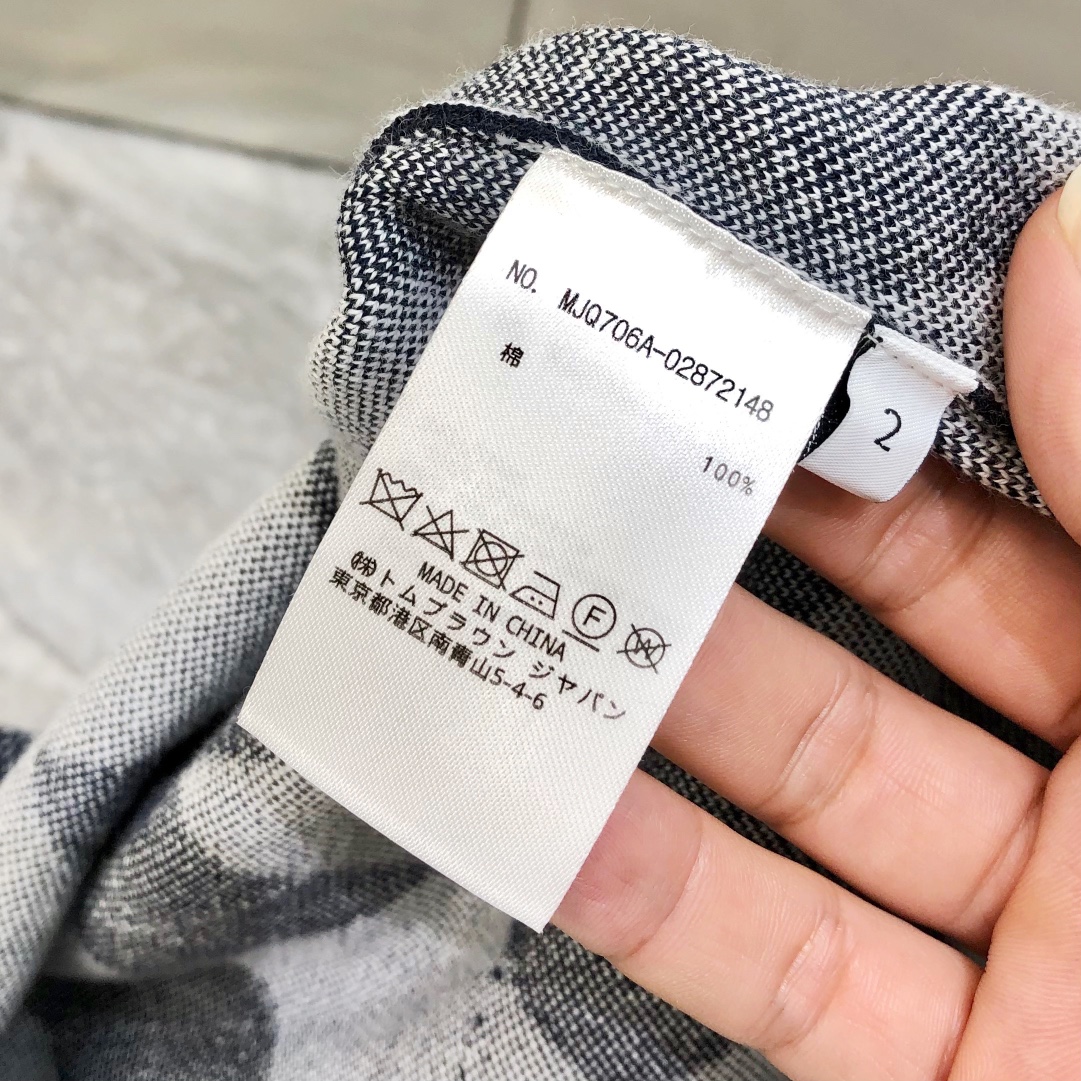 NO. MJQ706A-02872148
棉 100%
F W
MADE IN CHINA
㈱トムブラウン ジャパン
東京都港区南青山5-4-6
2